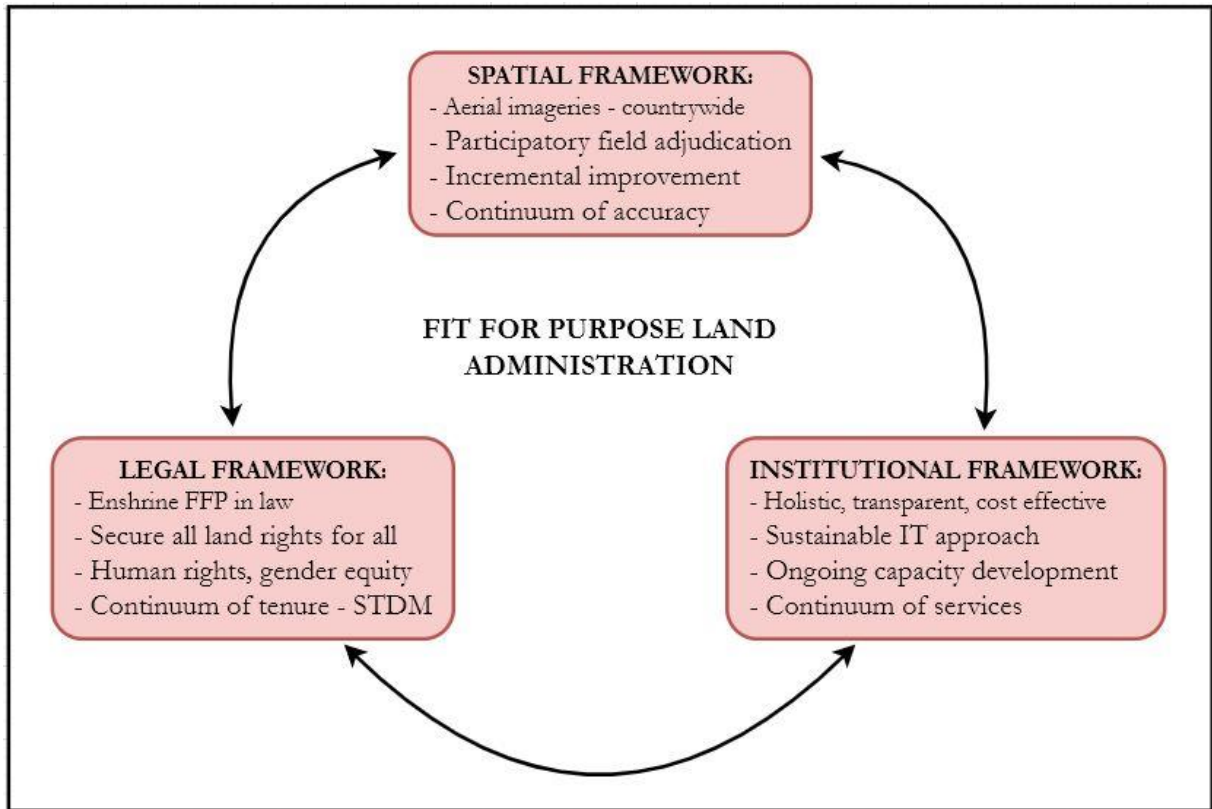 SPATIAL FRAMEWORK:
- Aerial imageries - countrywide
- Participatory field adjudication
- Incremental improvement
- Continuum of accuracy
FIT FOR PURPOSE LAND
ADMINISTRATION
LEGAL FRAMEWORK:
- Enshrine FFP in law
- Secure all land rights for all
- Human rights, gender equity
- Continuum of tenure - STDM
INSTITUTIONAL FRAMEWORK:
- Holistic, transparent, cost effective
- Sustainable IT approach
- Ongoing capacity development
- Continuum of services